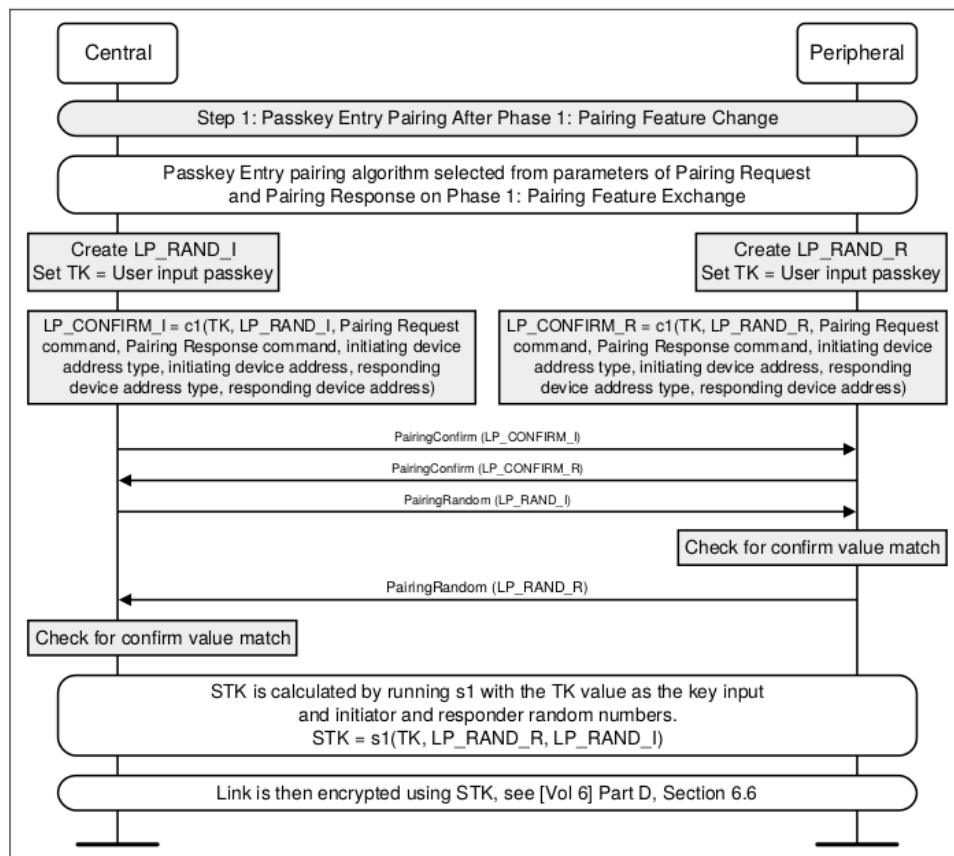 Central
Peripheral
Step 1: Passkey Entry Pairing After Phase 1: Pairing Feature Change
Passkey Entry pairing algorithm selected from parameters of Pairing Request
and Pairing Response on Phase 1: Pairing Feature Exchange
Create LP_RAND_I
Set TK = User input passkey
Create LP_RAND_R
Set TK = User input passkey
LP_CONFIRM_I = c1(TK, LP_RAND_I, Pairing Request
command, Pairing Response command, initiating device
address type, initiating device address, responding
device address type, responding device address)
LP_CONFIRM_R = c1(TK, LP_RAND_R, Pairing Request
command, Pairing Response command, initiating device
address type, initiating device address, responding
device address type, responding device address)
PairingConfirm (LP_CONFIRM_I)
PairingConfirm (LP_CONFIRM_R)
PairingRandom (LP_RAND_I)
Check for confirm value match
PairingRandom (LP_RAND_R)
Check for confirm value match
STK is calculated by running s1 with the TK value as the key input
and initiator and responder random numbers.
STK = s1(TK, LP_RAND_R, LP_RAND_I)
Link is then encrypted using STK, see [Vol 6] Part D, Section 6.6